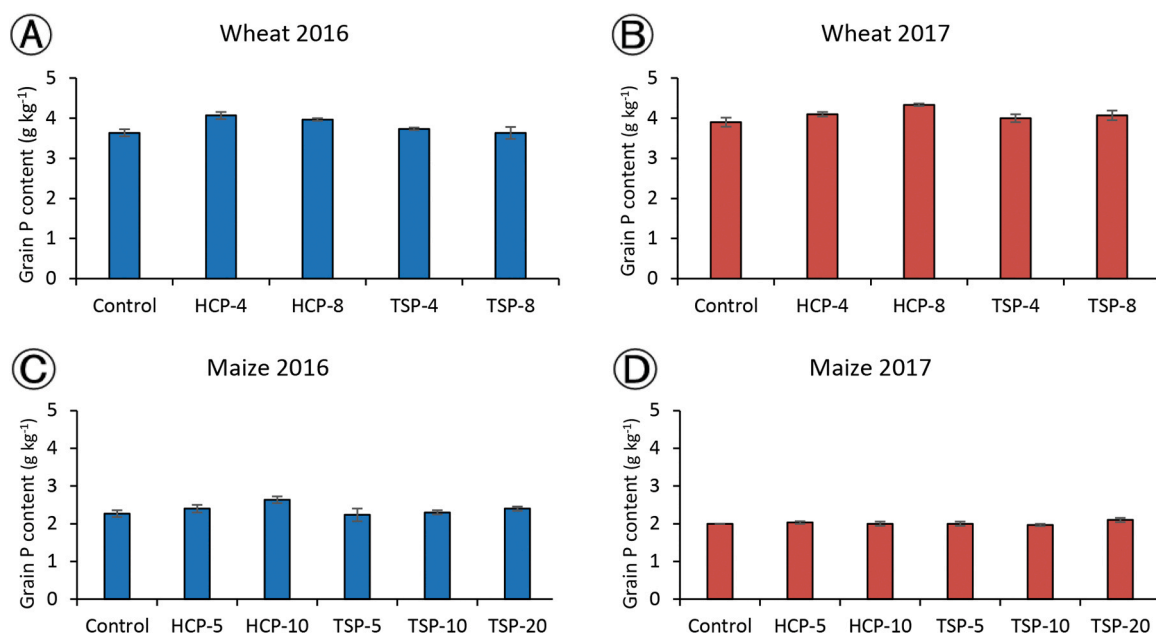 A
Wheat 2016
Grain P content (g kg⁻¹)
5
4
3
2
1
0
Control HCP-4 HCP-8 TSP-4 TSP-8
B
Wheat 2017
Grain P content (g kg⁻¹)
5
4
3
2
1
0
Control HCP-4 HCP-8 TSP-4 TSP-8
C
Maize 2016
Grain P content (g kg⁻¹)
5
4
3
2
1
0
Control HCP-5 HCP-10 TSP-5 TSP-10 TSP-20
D
Maize 2017
Grain P content (g kg⁻¹)
5
4
3
2
1
0
Control HCP-5 HCP-10 TSP-5 TSP-10 TSP-20